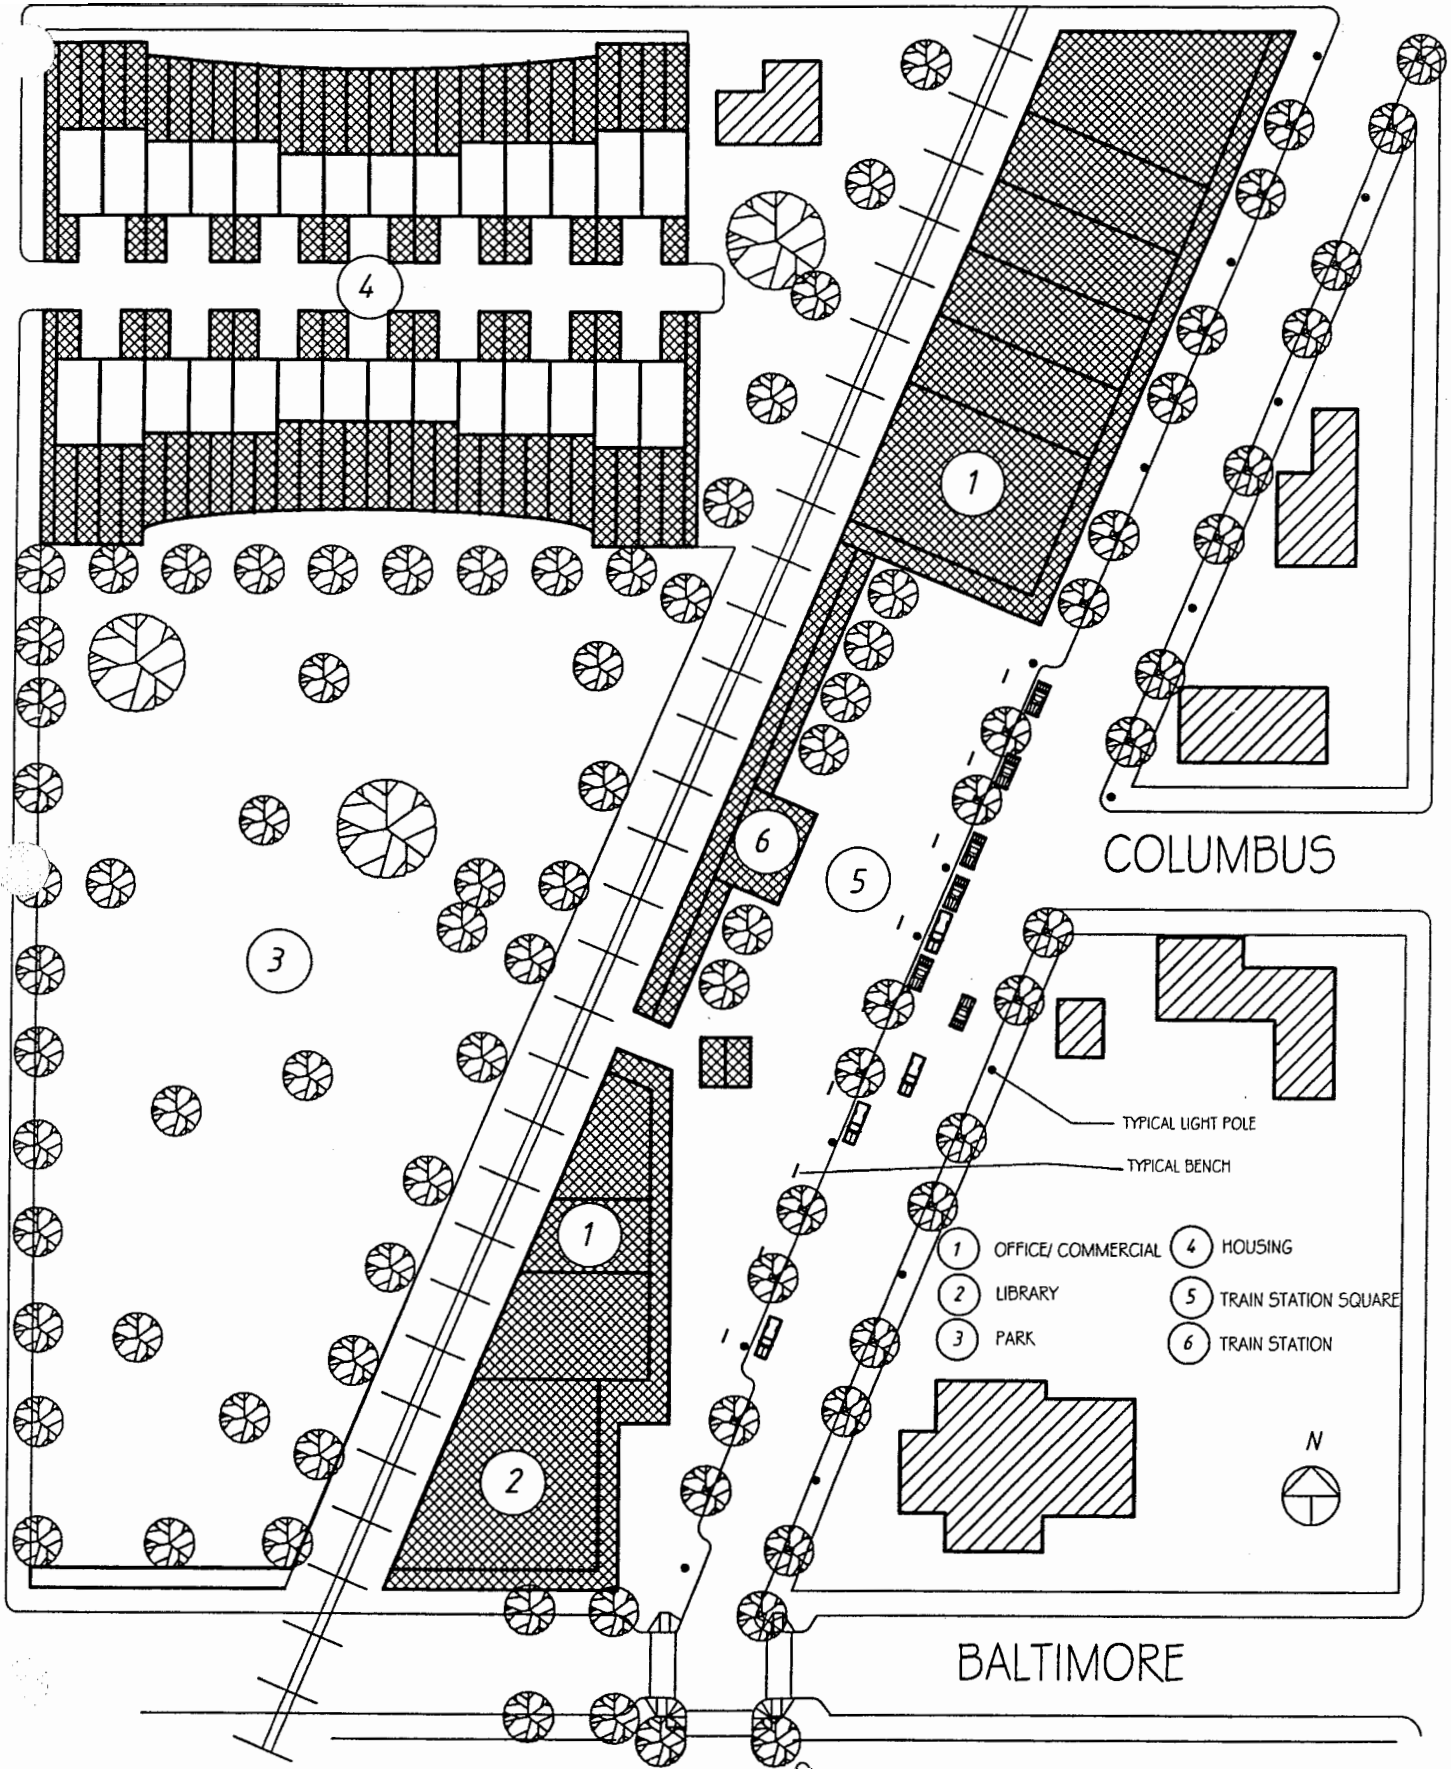 4
1
COLUMBUS
6
5
3
TYPICAL LIGHT POLE
TYPICAL BENCH
1
1 OFFICE/ COMMERCIAL
4 HOUSING
2 LIBRARY
5 TRAIN STATION SQUARE
3 PARK
6 TRAIN STATION
2
N
BALTIMORE